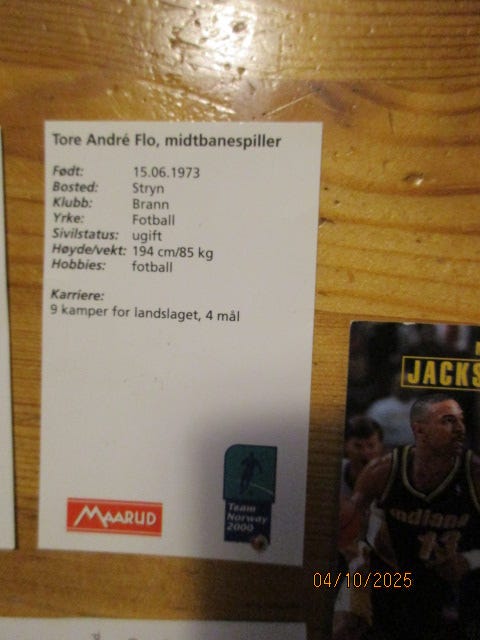 Tore André Flo, midtbanespiller
Født: 15.06.1973
Bosted: Stryn
Klubb: Brann
Yrke: Fotball
Sivilstatus: ugift
Høyde/vekt: 194 cm/85 kg
Hobbies: fotball
Karriere:
9 kamper for landslaget, 4 mål
MAARUD
Team
Norway
2000
JACKS
Indiana
13
04/10/2025